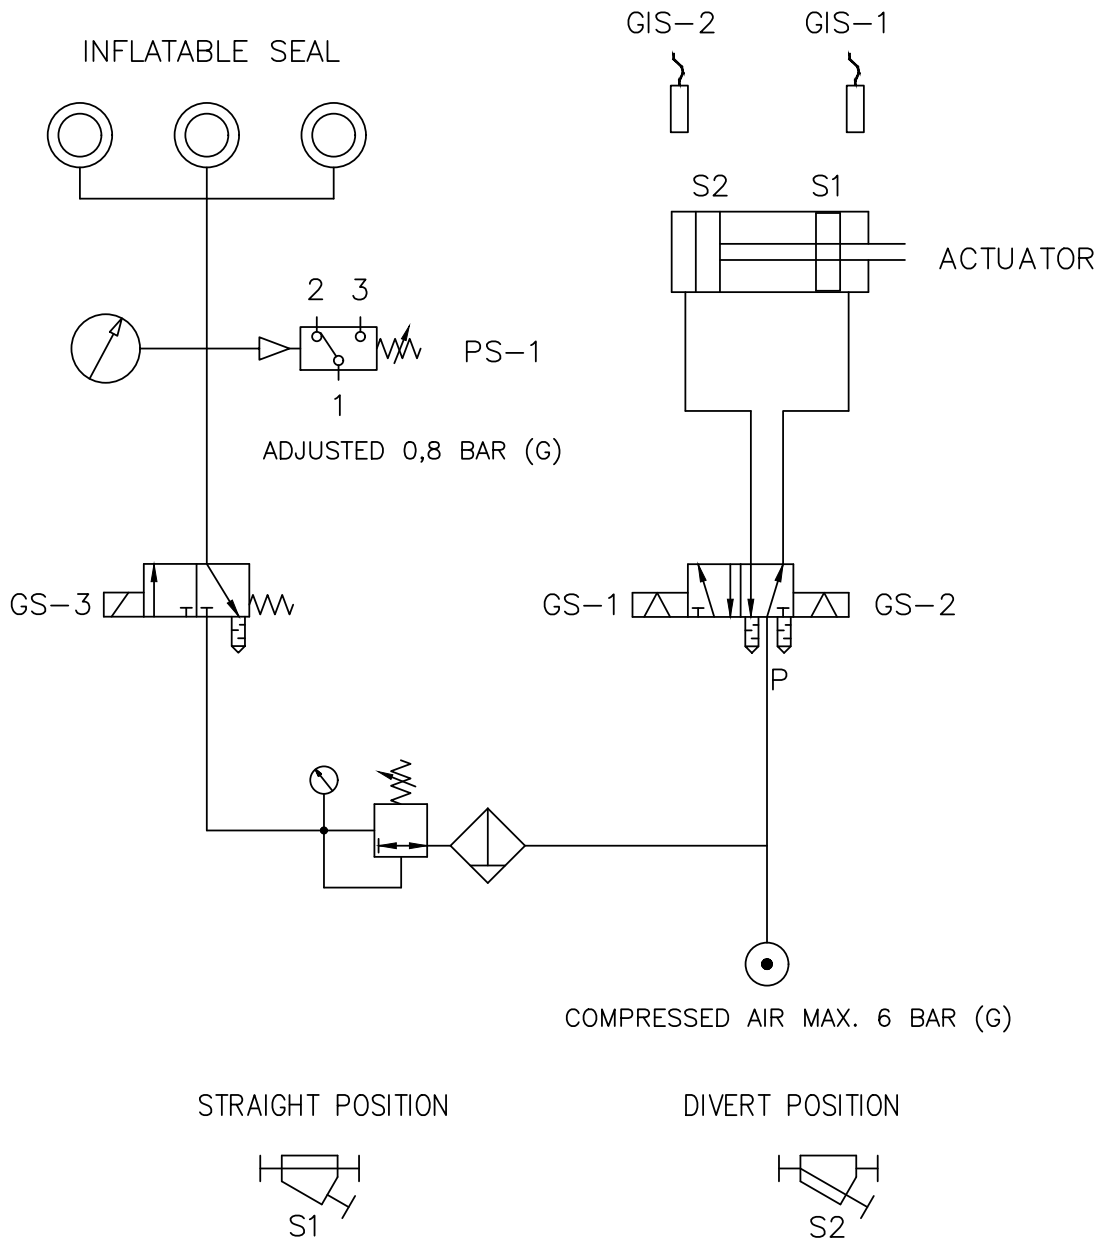 GIS-2 GIS-1
INFLATABLE SEAL
S2 S1
ACTUATOR
2 3
PS-1
1
ADJUSTED 0,8 BAR (G)
GS-3 GS-1 GS-2
P
COMPRESSED AIR MAX. 6 BAR (G)
STRAIGHT POSITION DIVERT POSITION
S1 S2